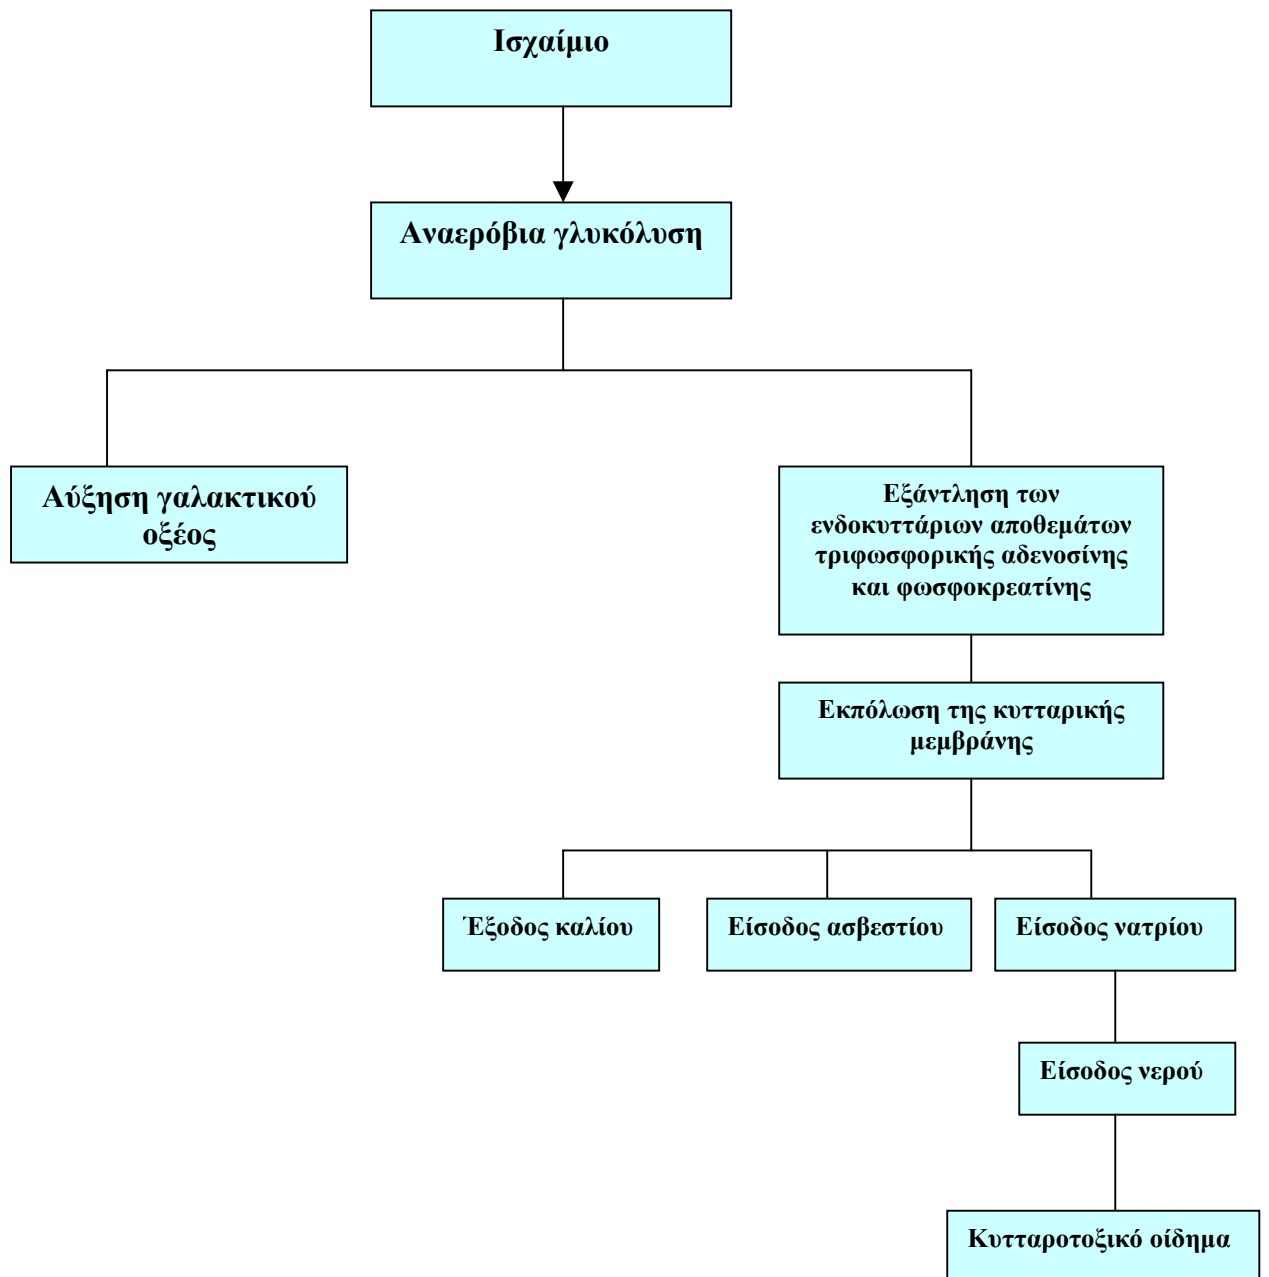 Ισχαίμιο
Αναερόβια γλυκόλυση
Αύξηση γαλακτικού
οξέος
Εξάντληση των
ενδοκυττάριων αποθεμάτων
τριφωσφορικής αδενοσίνης
και φωσφοκρεατίνης
Εκπόλωση της κυτταρικής
μεμβράνης
Έξοδος καλίου
Είσοδος ασβεστίου
Είσοδος νατρίου
Είσοδος νερού
Κυτταροτοξικό οίδημα